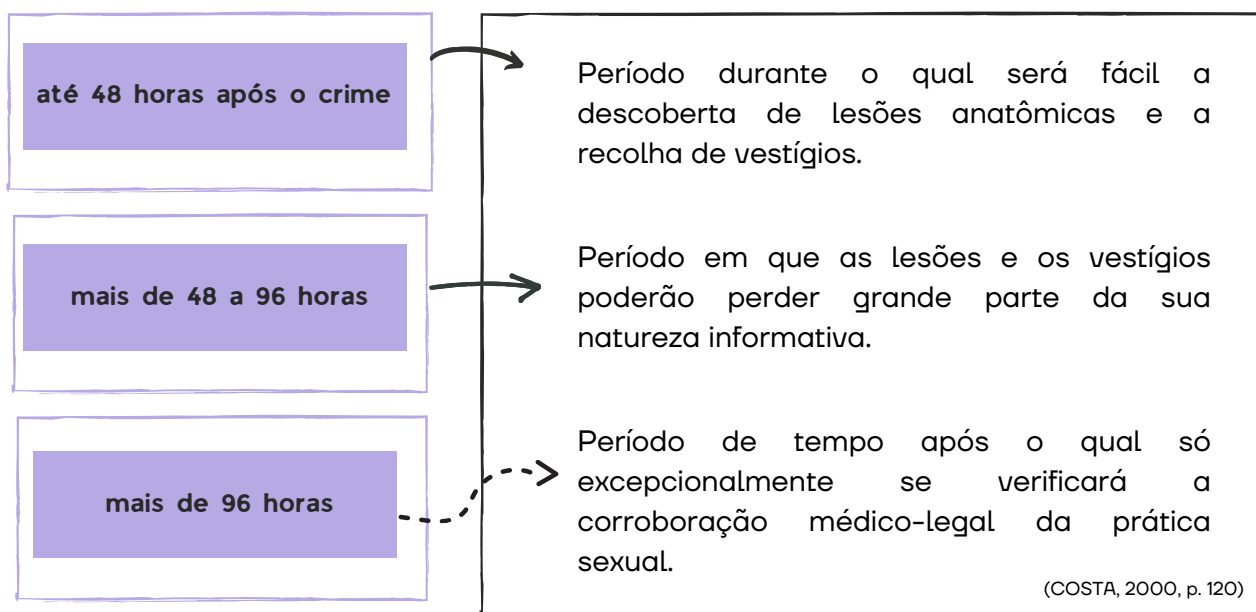 até 48 horas após o crime
Período durante o qual será fácil a
descoberta de lesões anatômicas e a
recolha de vestígios.
mais de 48 a 96 horas
Período em que as lesões e os vestígios
poderão perder grande parte da sua
natureza informativa.
mais de 96 horas
Período de tempo após o qual só
excepcionalmente se verificará a
corroboração médico-legal da prática
sexual.
(COSTA, 2000, p. 120)